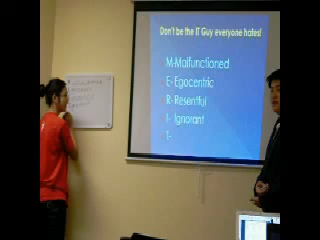 Don't be the IT Guy everyone hates!
M-Malfunctioned
E- Egocentric
R- Resentful
I- Ignorant
T-